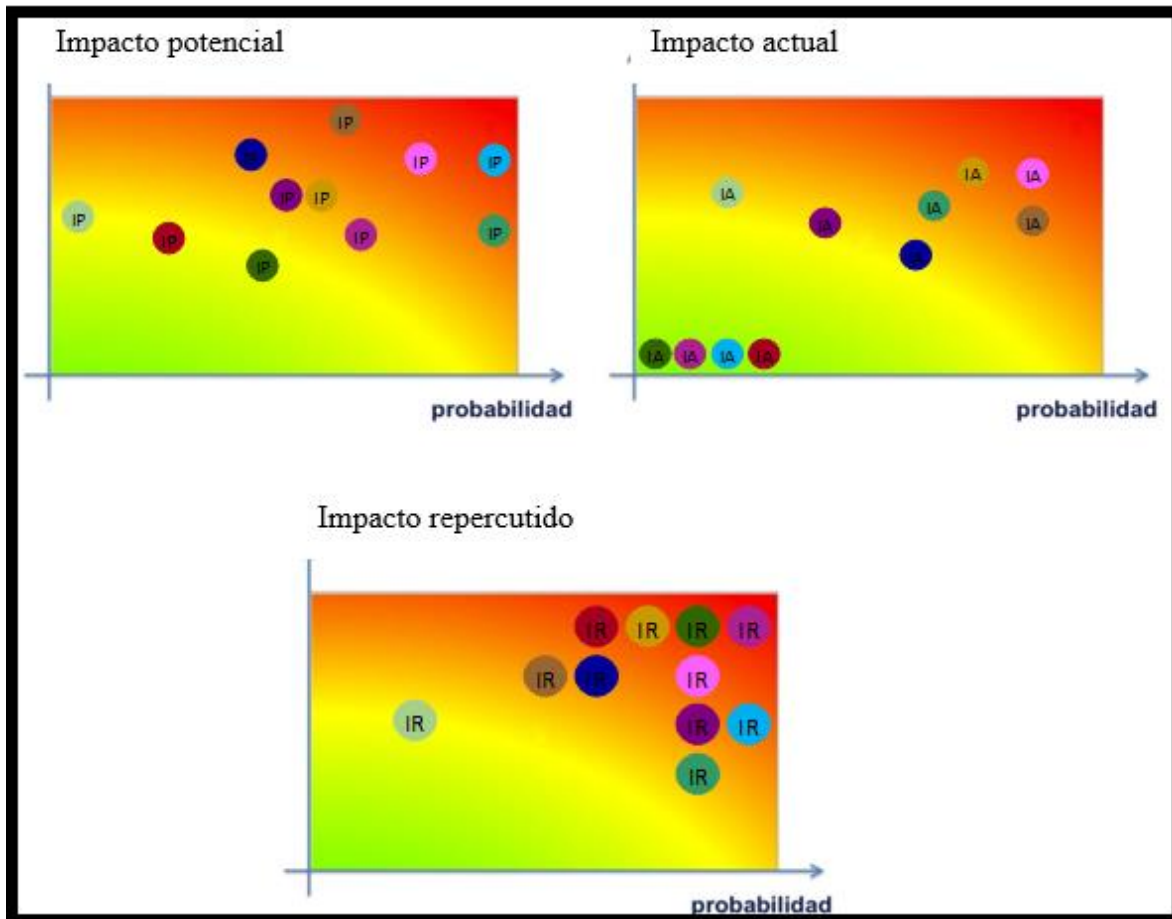 Impacto potencial
IP
IP
IP
IP
IP
IP
IP
IP
IP
IP
IP
probabilidad
Impacto actual
IA
IA
IA
IA
IA
IA
IA
IA IA IA IA
probabilidad
Impacto repercutido
IR IR IR IR
IR IR IR
IR IR IR
IR
probabilidad